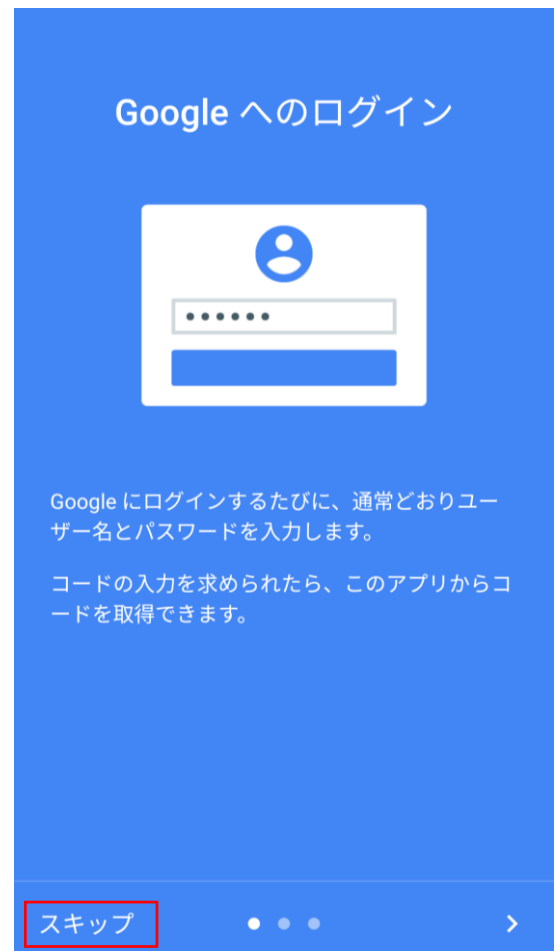 Google へのログイン
Google にログインするたびに、通常どおりユー
ザー名とパスワードを入力します。
コードの入力を求められたら、このアプリからコ
ードを取得できます。
スキップ